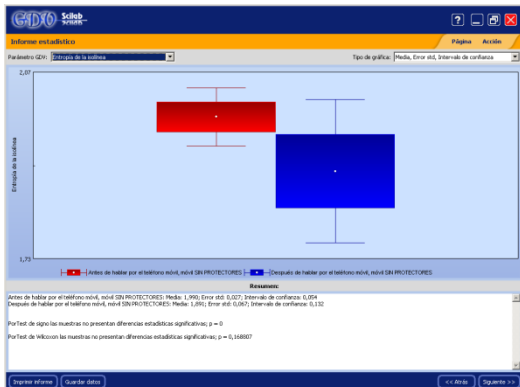 GDV Scilab
Scilab
?
Informe estadístico
Página Acción
Parámetro GDV: Entropía de la isolínea
Tipo de gráfica: Media, Error std, Intervalo de confianza
2,07
Entropía de la isolínea
1,73
Antes de hablar por el teléfono móvil, móvil SIN PROTECTORES Después de hablar por el teléfono móvil, móvil SIN PROTECTORES
Resumen:
Antes de hablar por el teléfono móvil, móvil SIN PROTECTORES: Media: 1,990; Error std: 0,027; Intervalo de confianza: 0,054
Después de hablar por el teléfono móvil, móvil SIN PROTECTORES: Media: 1,891; Error std: 0,067; Intervalo de confianza: 0,132
PorTest de signo las muestras no presentan diferencias estadísticas significativas; p = 0
PorTest de Wilcoxon las muestras no presentan diferencias estadísticas significativas; p = 0,168807
Imprimir informe Guardar datos << Atrás Siguiente >>